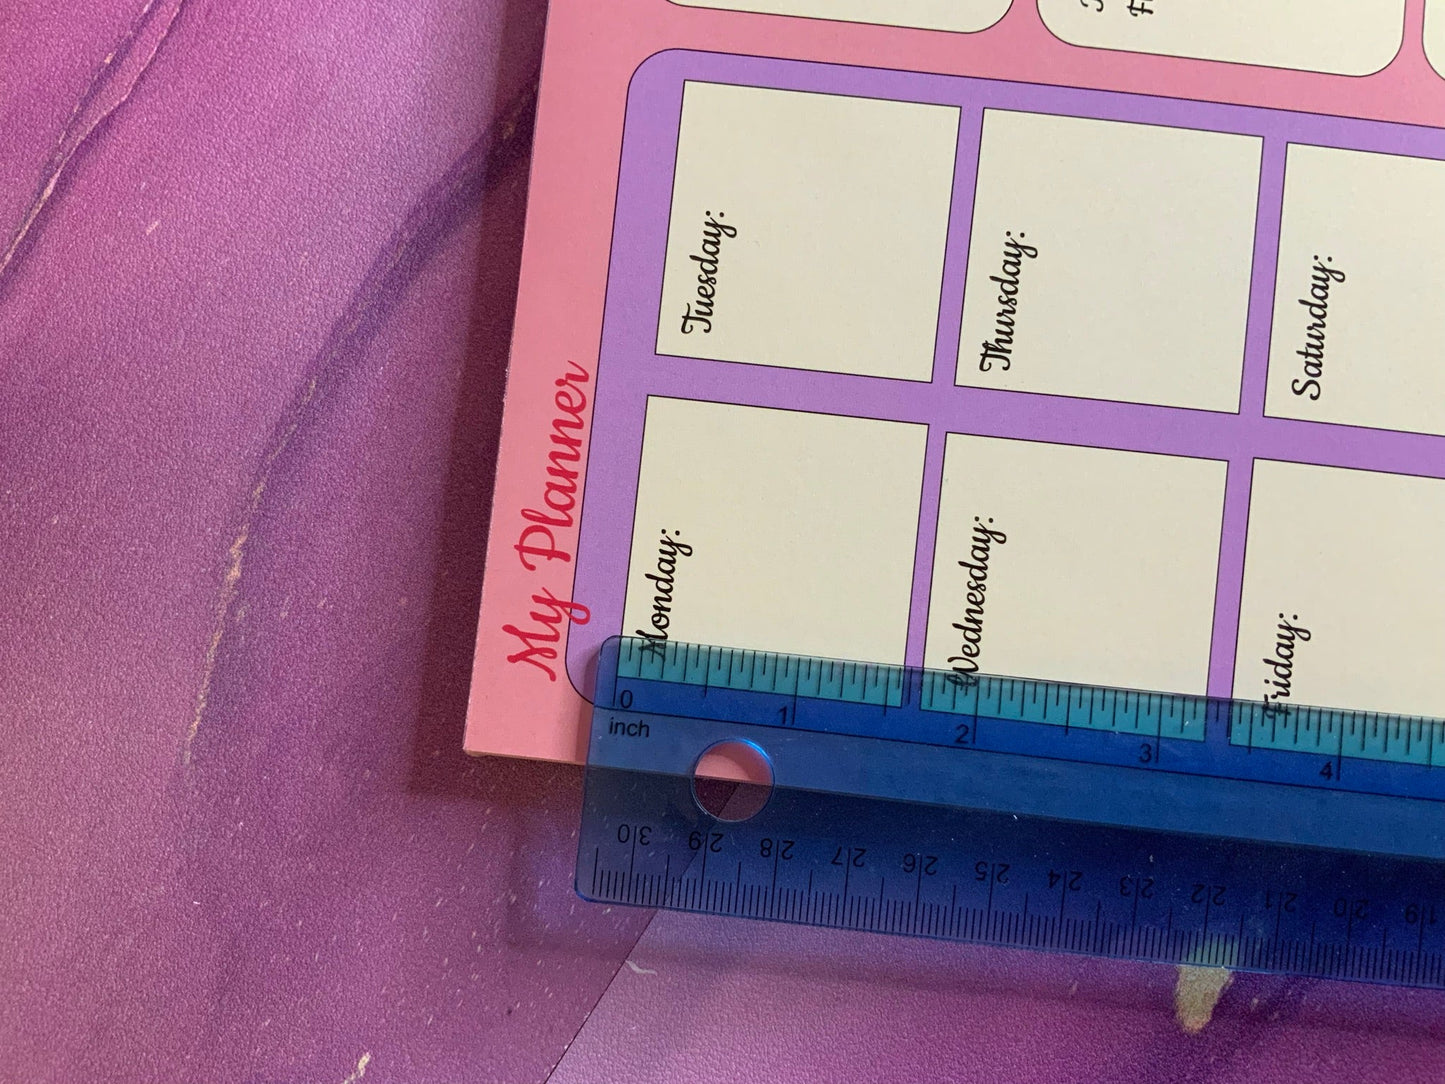 My Planner
Monday:
Tuesday:
Wednesday:
Thursday:
Friday:
Saturday:
0 1 2 3 4
inch
30 29 28 27 26 25 24 23 22 21 20 19